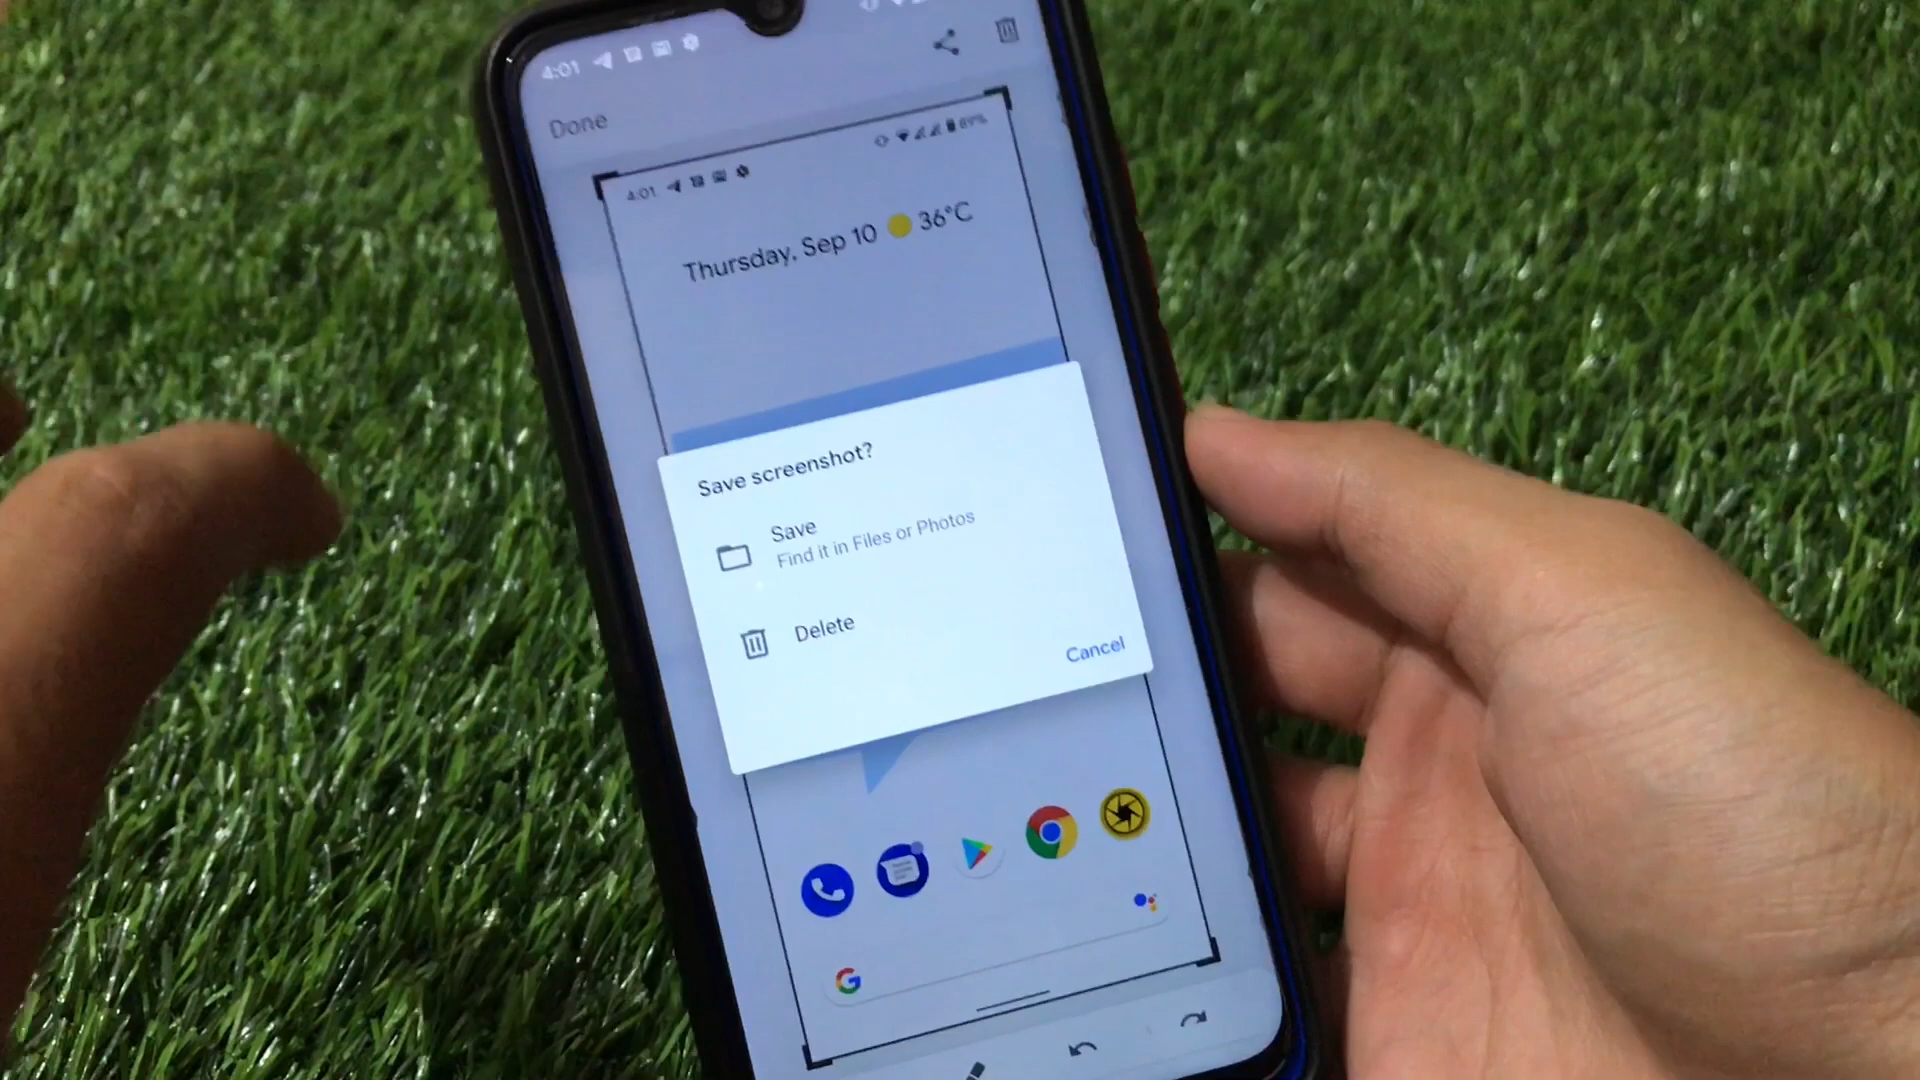 4:01
Done
4:01 89%
Thursday, Sep 10 36°C
Save screenshot?
Save
Find it in Files or Photos
Delete
Cancel
G